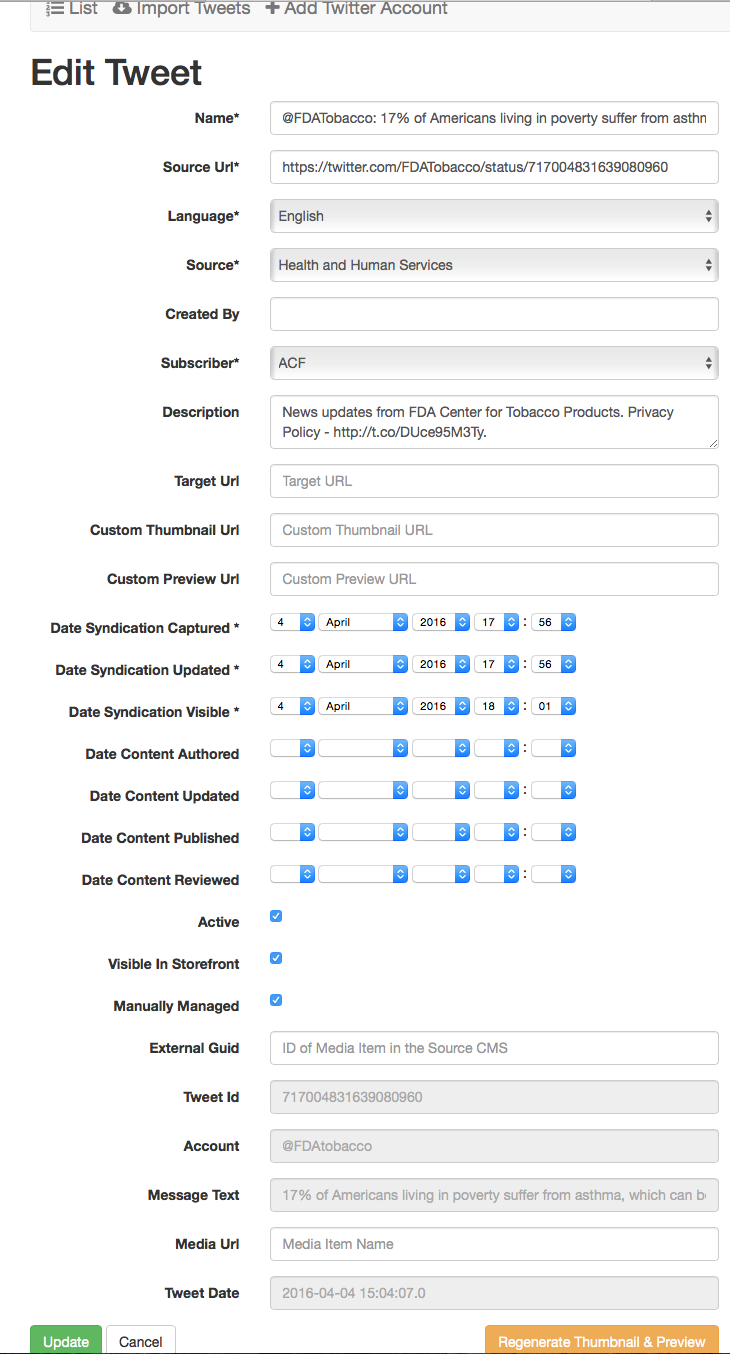 List Import Tweets Add Twitter Account
Edit Tweet
Name* @FDATobacco: 17% of Americans living in poverty suffer from asthm
Source Url* https://twitter.com/FDATobacco/status/717004831639080960
Language* English
Source* Health and Human Services
Created By
Subscriber* ACF
Description News updates from FDA Center for Tobacco Products. Privacy
Policy - http://t.co/DUce95M3Ty.
Target Url Target URL
Custom Thumbnail Url Custom Thumbnail URL
Custom Preview Url Custom Preview URL
Date Syndication Captured * 4 April 2016 17 : 56
Date Syndication Updated * 4 April 2016 17 : 56
Date Syndication Visible * 4 April 2016 18 : 01
Date Content Authored :
Date Content Updated :
Date Content Published :
Date Content Reviewed :
Active
Visible In Storefront
Manually Managed
External Guid ID of Media Item in the Source CMS
Tweet Id 717004831639080960
Account @FDAtobacco
Message Text 17% of Americans living in poverty suffer from asthma, which can be
Media Url Media Item Name
Tweet Date 2016-04-04 15:04:07.0
Update Cancel Regenerate Thumbnail & Preview